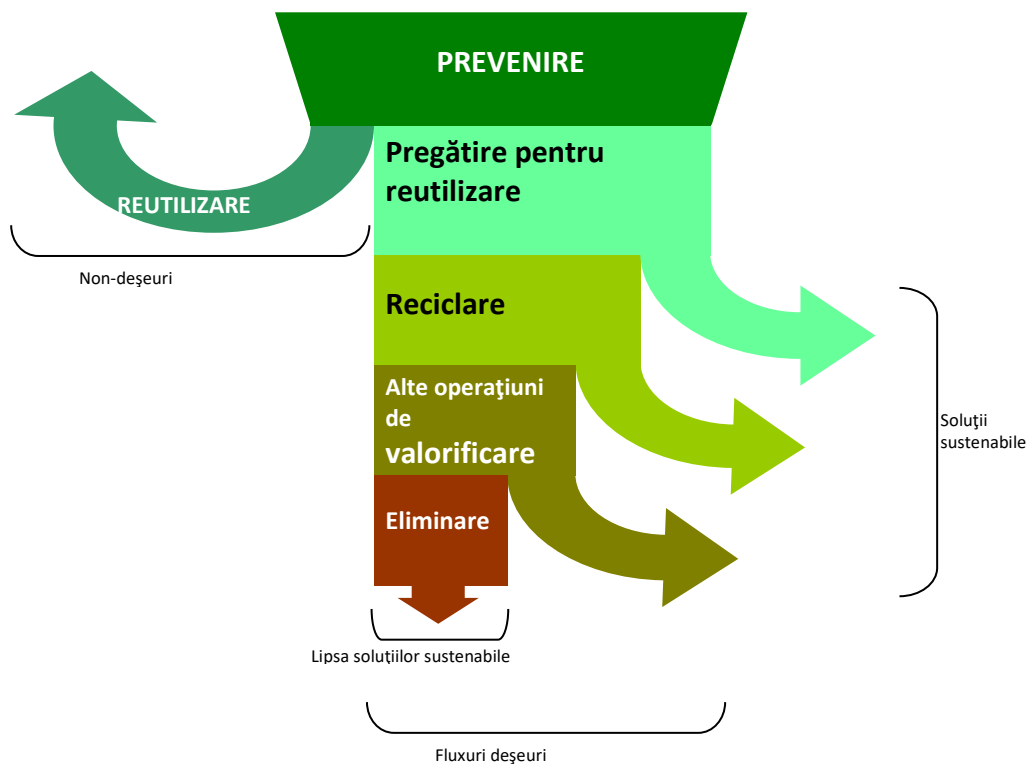 PREVENIRE
Pregătire pentru
reutilizare
REUTILIZARE
Non-deşeuri
Reciclare
Alte operaţiuni
de
valorificare
Soluţii
sustenabile
Eliminare
Lipsa soluţiilor sustenabile
Fluxuri deşeuri